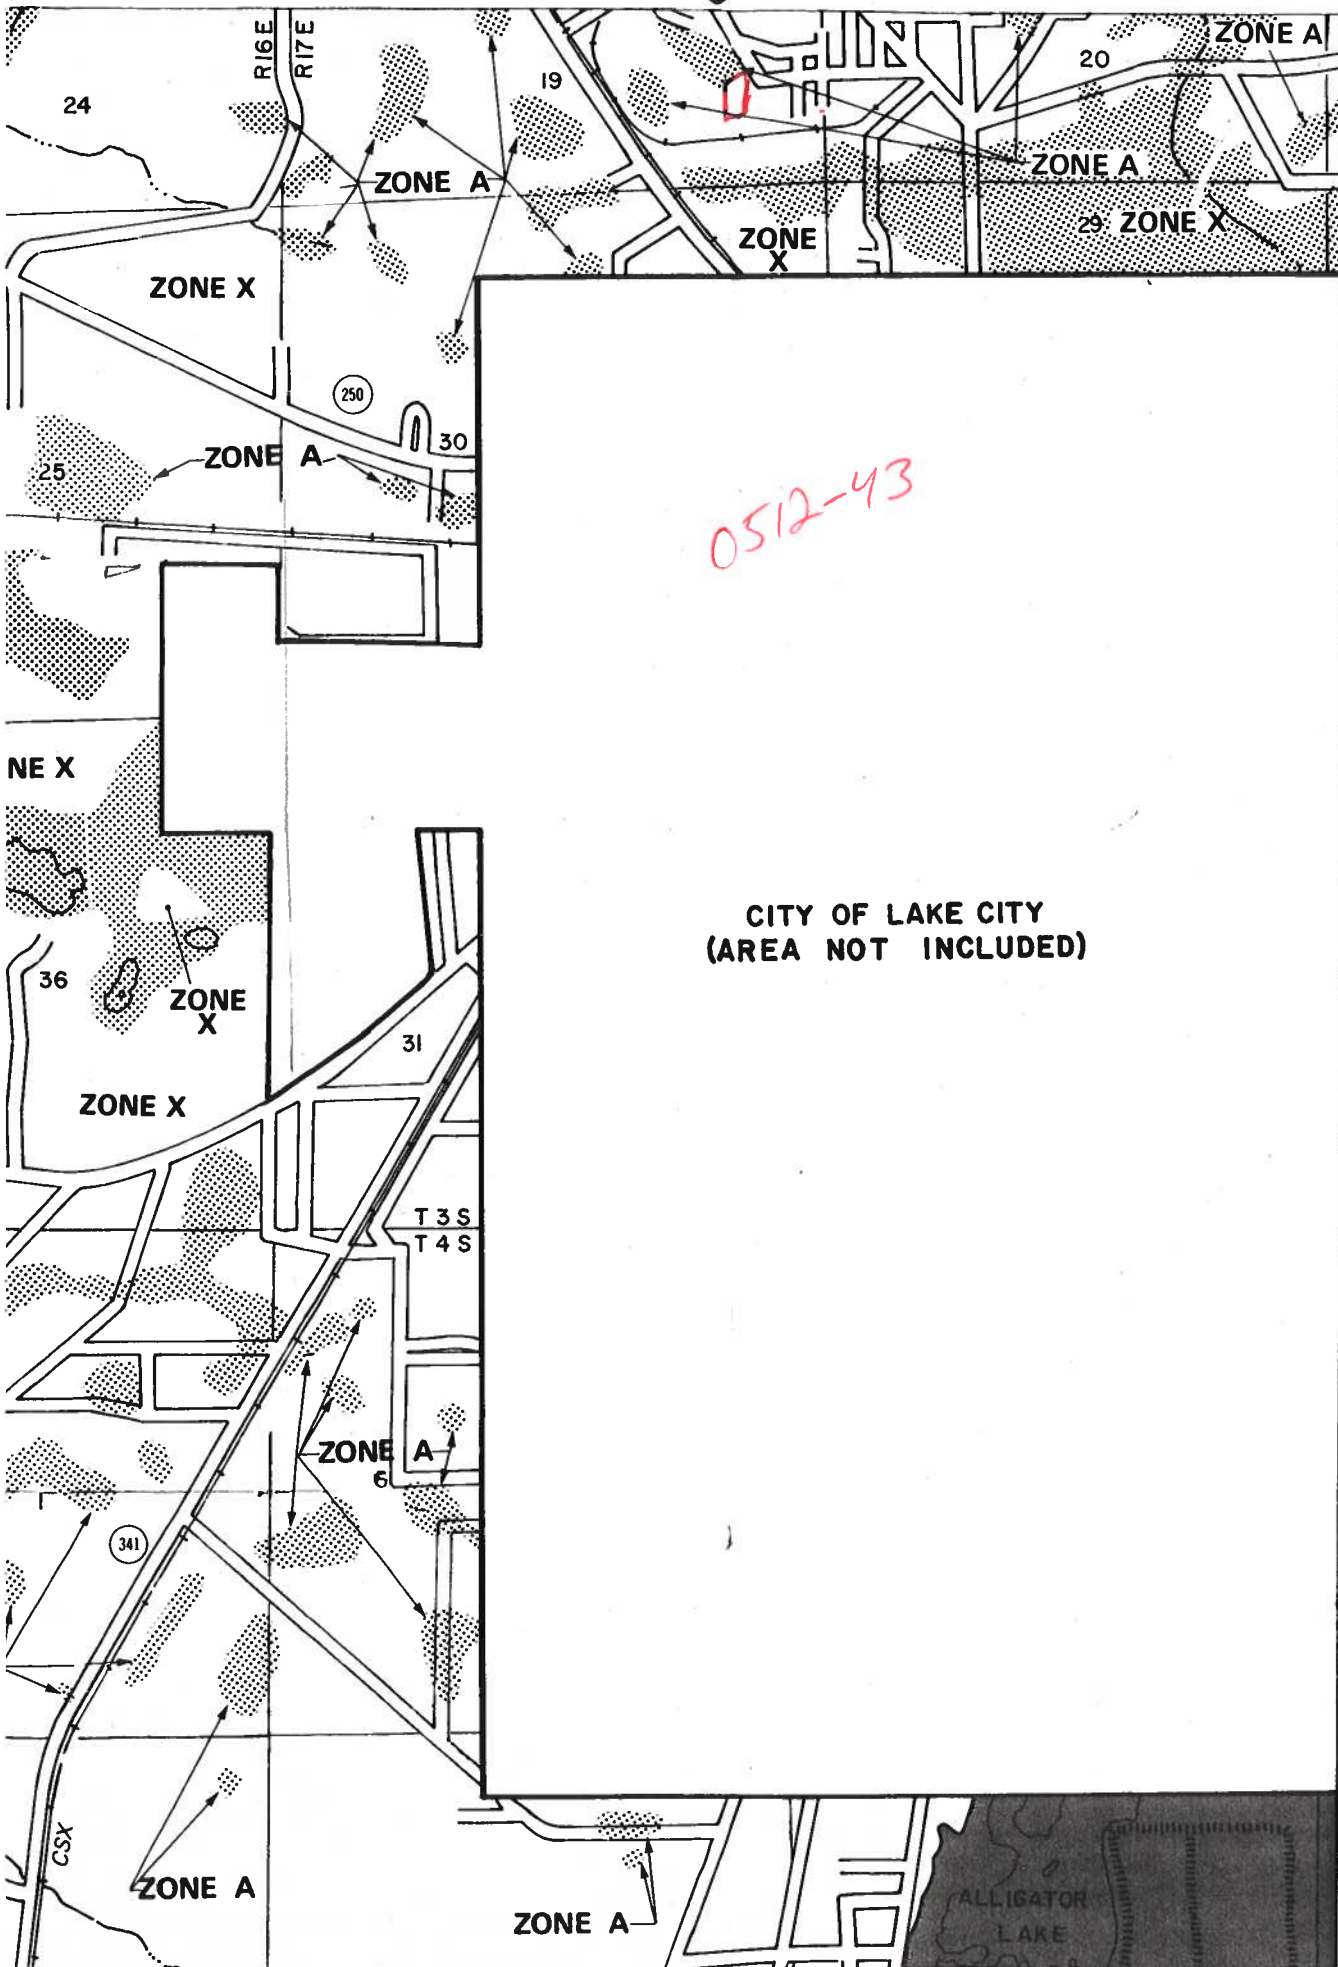 R16E
R17E
24
19
20
ZONE A
ZONE A
ZONE A
29 ZONE X
ZONE
X
ZONE X
250
30
ZONE A
25
0512-43
NE X
CITY OF LAKE CITY
(AREA NOT INCLUDED)
36
ZONE
X
31
ZONE X
T 3 S
T 4 S
ZONE A
6
341
CSX
ZONE A
ZONE A
ALLIGATOR
LAKE